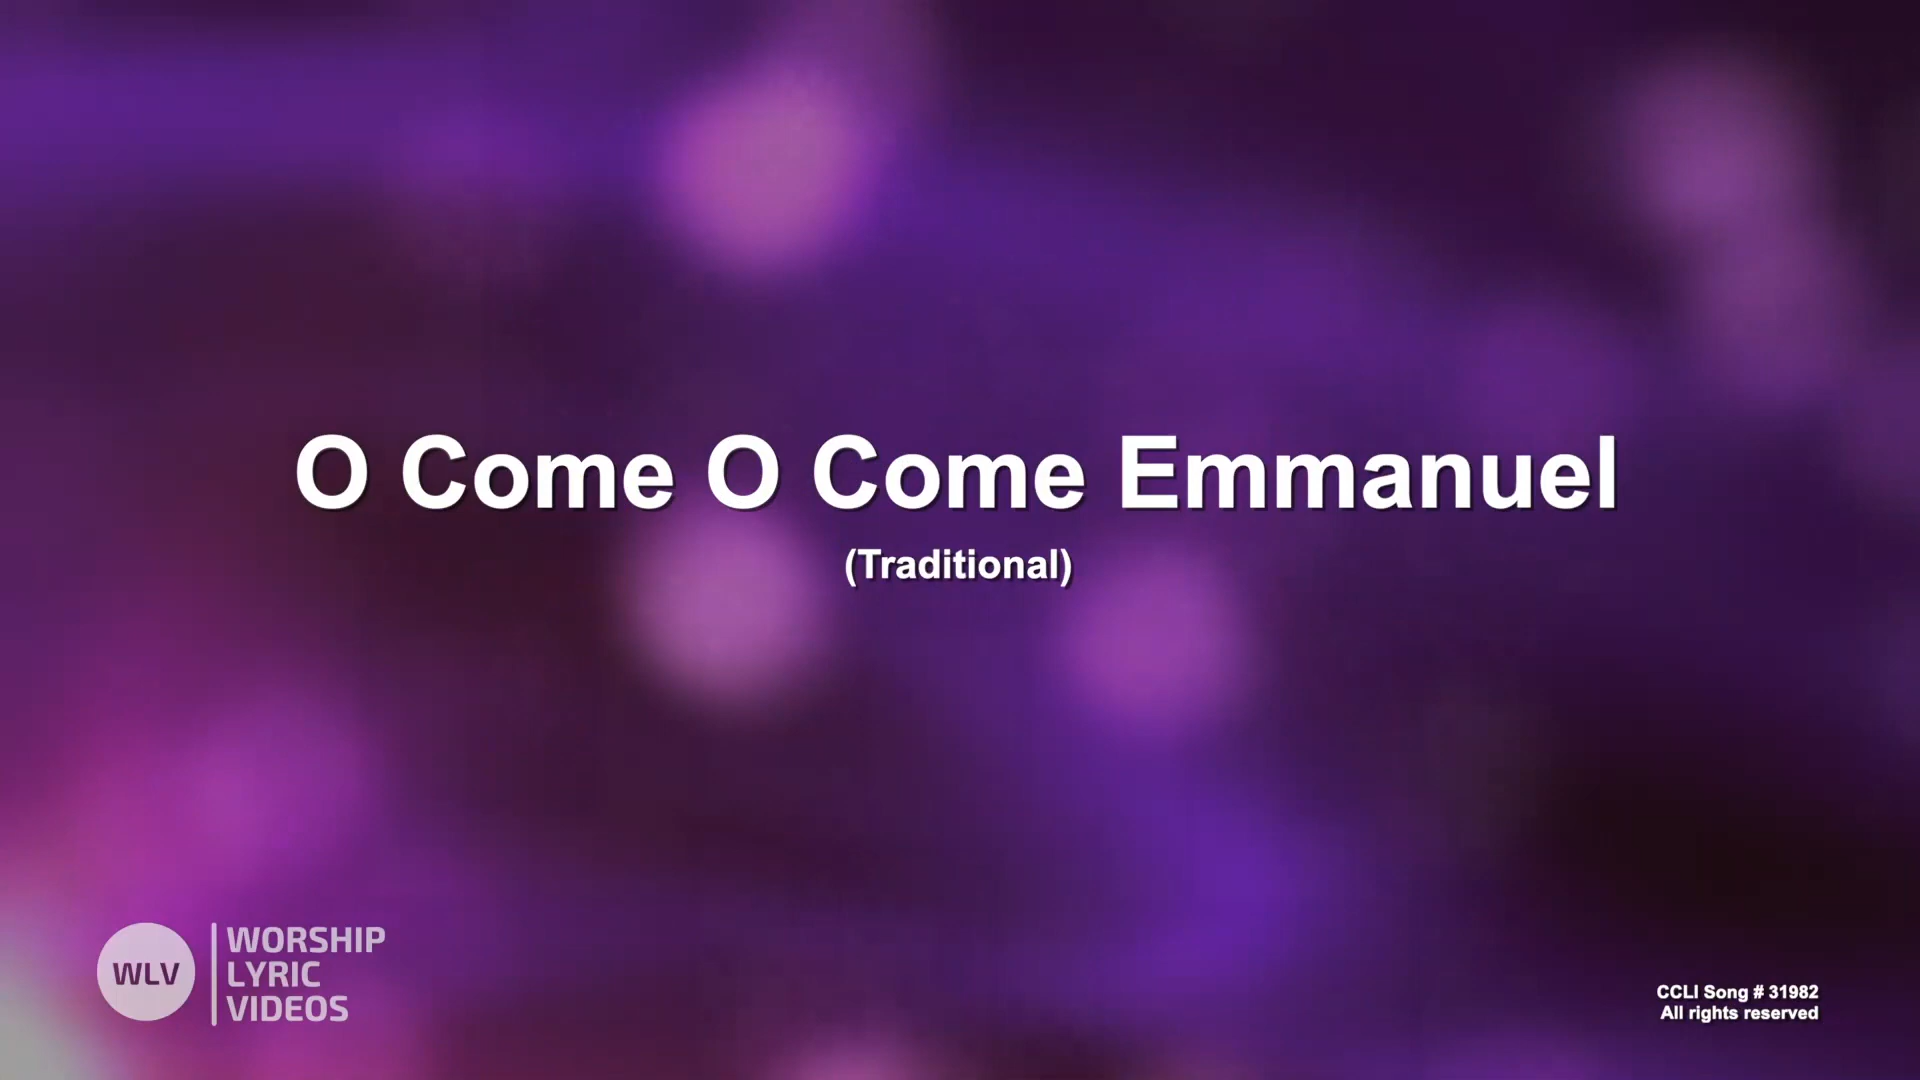 O Come O Come Emmanuel
(Traditional)
WLV
WORSHIP
LYRIC
VIDEOS
CCLI Song # 31982
All rights reserved